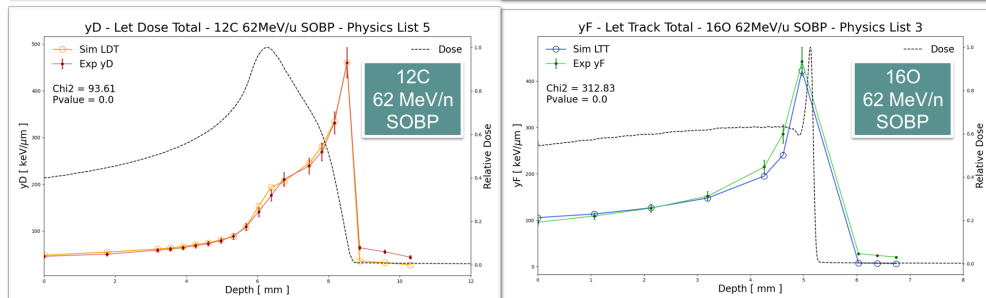 yD - Let Dose Total - 12C 62MeV/u SOBP - Physics List 5
Sim LDT
Exp yD
Chi2 = 93.61
Pvalue = 0.0
Dose
12C
62 MeV/n
SOBP
yD [ keV/μm ]
500
400
300
200
100
Relative Dose
1.0
0.8
0.6
0.4
0.2
0.0
0 2 4 6 8 10 12
Depth [ mm ]
yF - Let Track Total - 16O 62MeV/u SOBP - Physics List 3
Sim LTT
Exp yF
Chi2 = 312.83
Pvalue = 0.0
Dose
16O
62 MeV/n
SOBP
yF [ keV/μm ]
400
300
200
100
0
Relative Dose
1.0
0.8
0.6
0.4
0.2
0.0
0 1 2 3 4 5 6 7 8
Depth [ mm ]